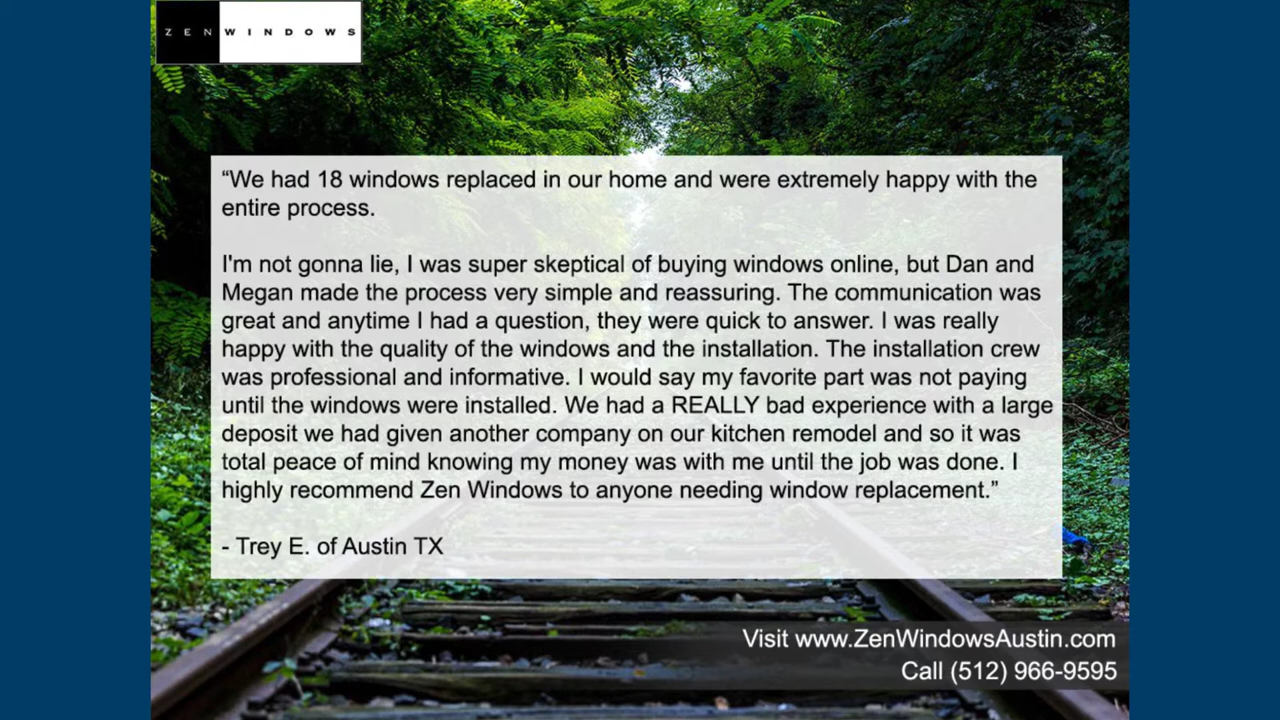 ZEN WINDOWS
“We had 18 windows replaced in our home and were extremely happy with the
entire process.
I'm not gonna lie, I was super skeptical of buying windows online, but Dan and
Megan made the process very simple and reassuring. The communication was
great and anytime I had a question, they were quick to answer. I was really
happy with the quality of the windows and the installation. The installation crew
was professional and informative. I would say my favorite part was not paying
until the windows were installed. We had a REALLY bad experience with a large
deposit we had given another company on our kitchen remodel and so it was
total peace of mind knowing my money was with me until the job was done. I
highly recommend Zen Windows to anyone needing window replacement.”
- Trey E. of Austin TX
Visit www.ZenWindowsAustin.com
Call (512) 966-9595